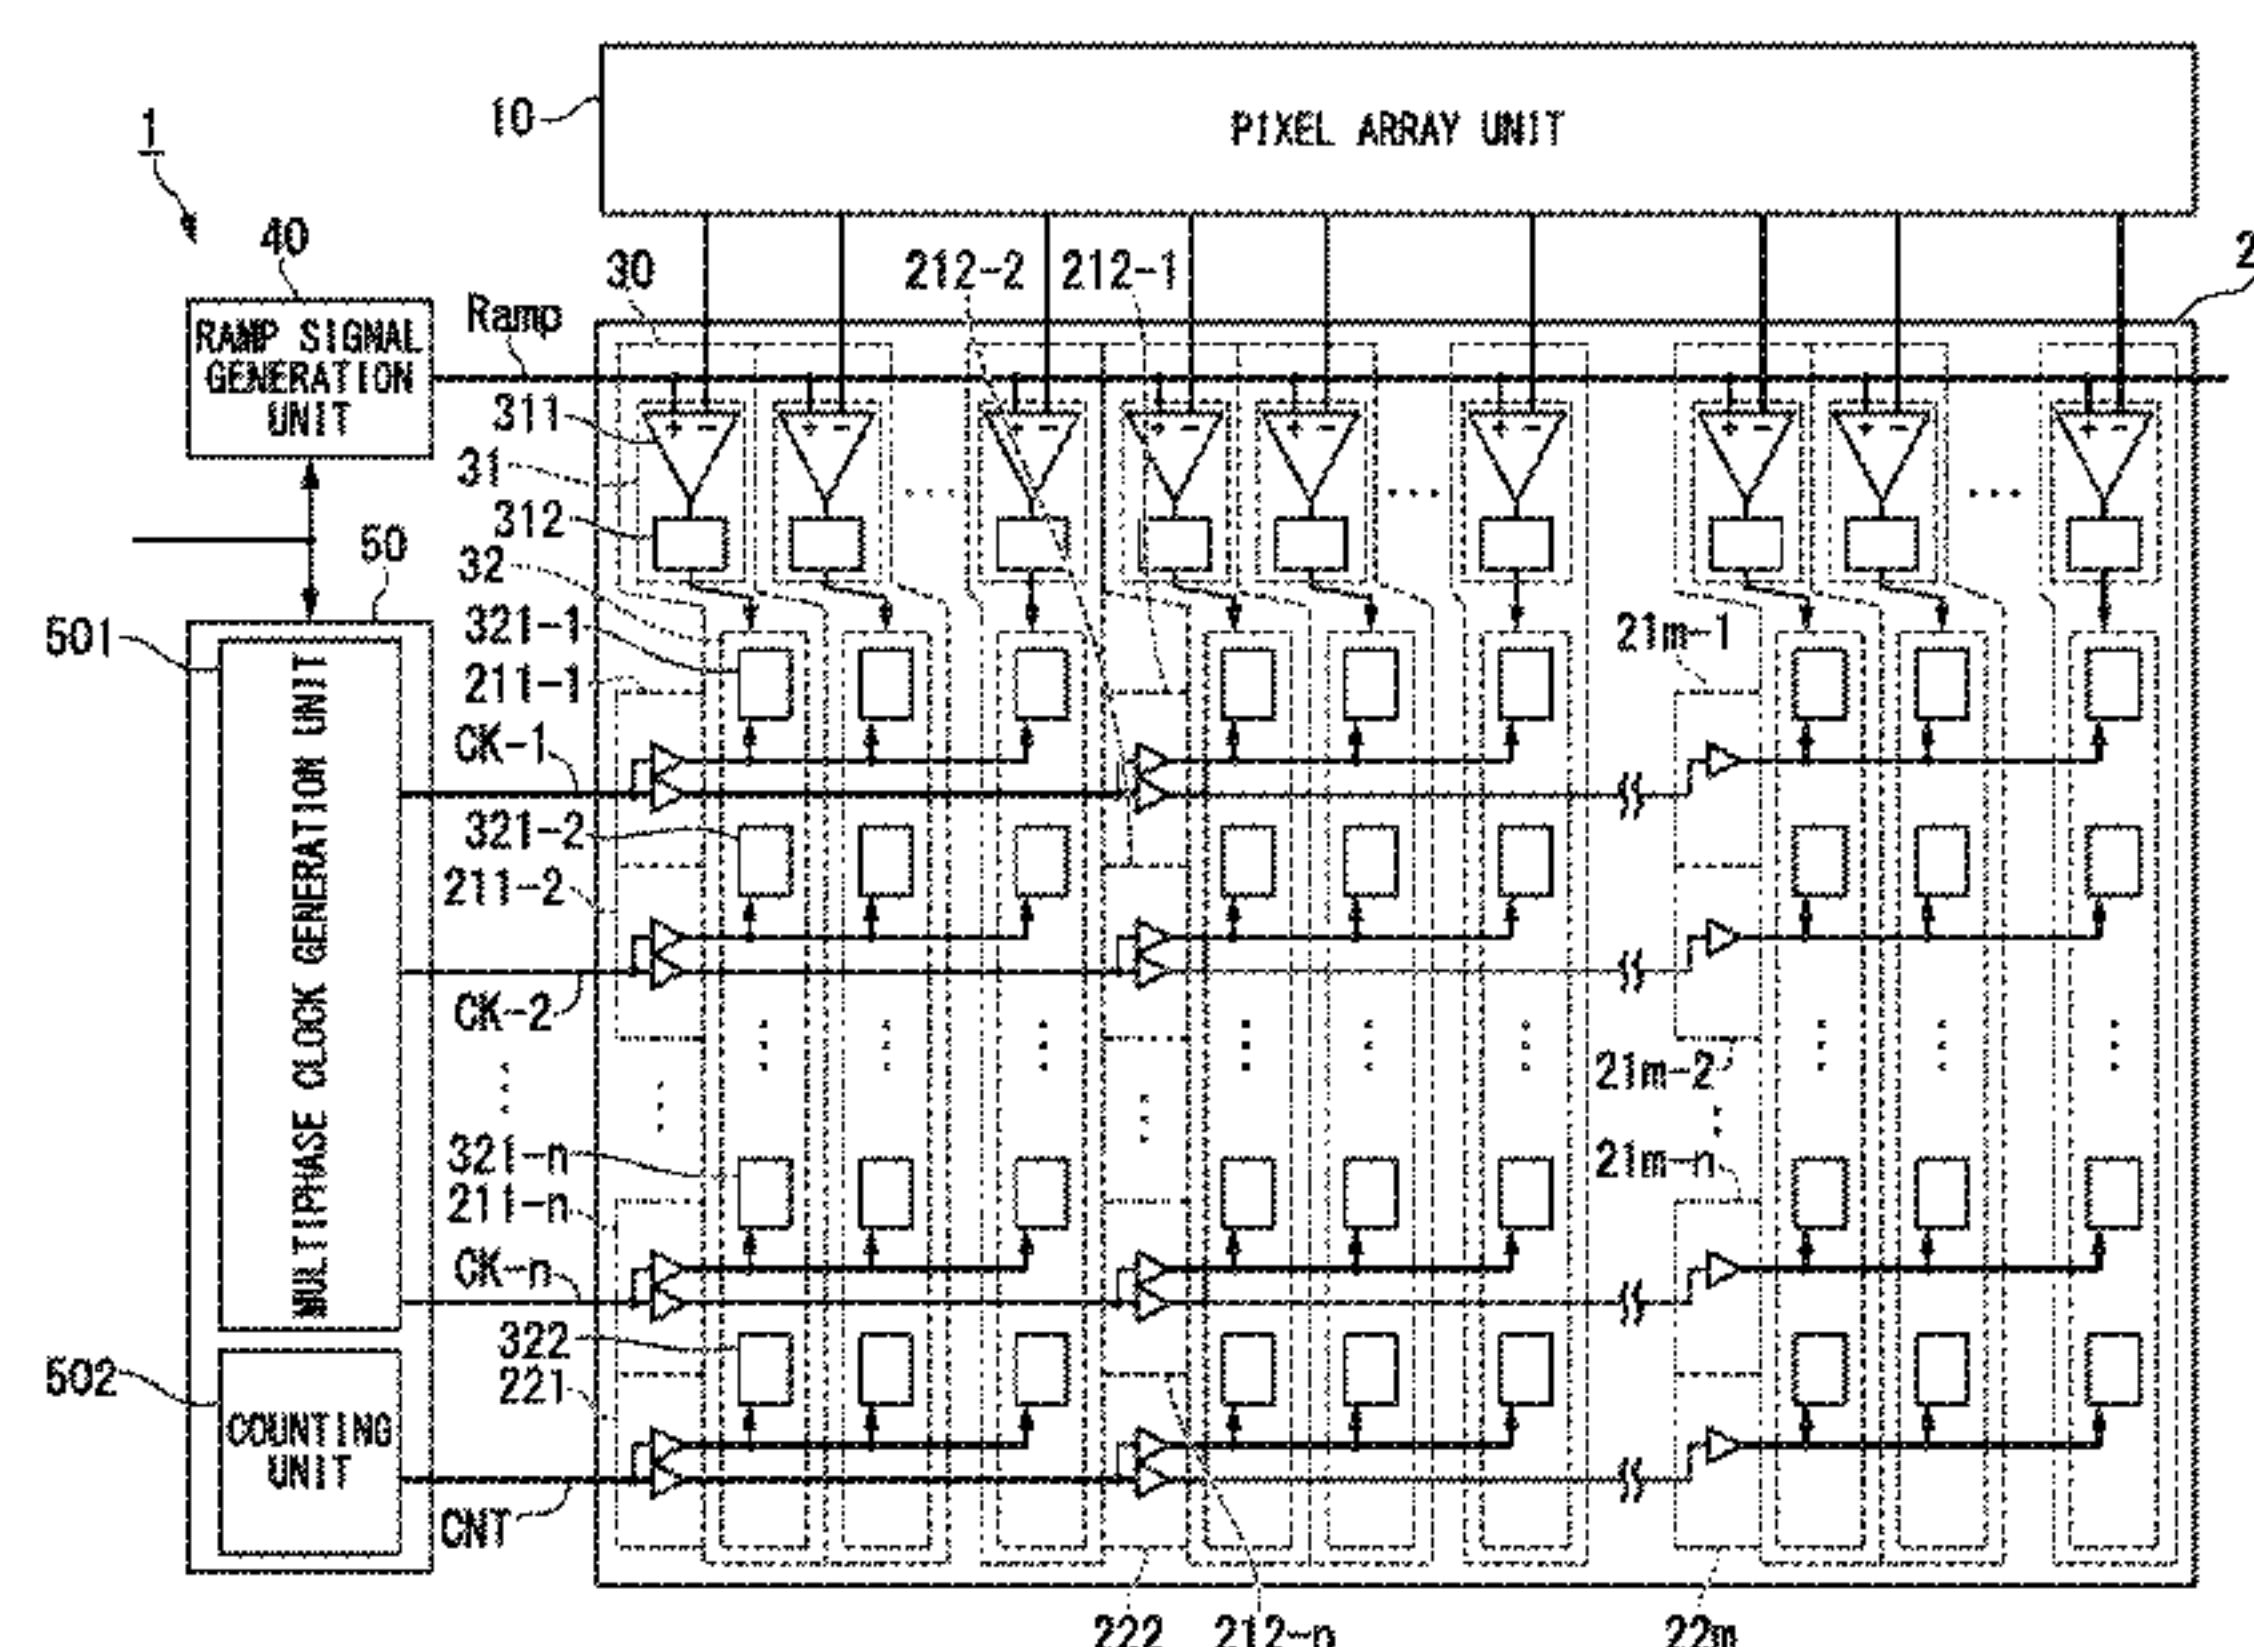 PIXEL ARRAY UNIT
10
1
40
30
212-2
212-1
2
Ramp
RAMP SIGNAL
GENERATION
UNIT
311
31
312
50
32
501
321-1
211-1
21m-1
CK-1
MULTIPHASE CLOCK GENERATION UNIT
321-2
211-2
CK-2
21m-2
321-n
211-n
21m-n
CK-n
322
221
502
COUNTING
UNIT
CNT
222
212-n
22m
+ -
+ -
+ -
+ -
+ -
+ -
+ -
+ -
+ -